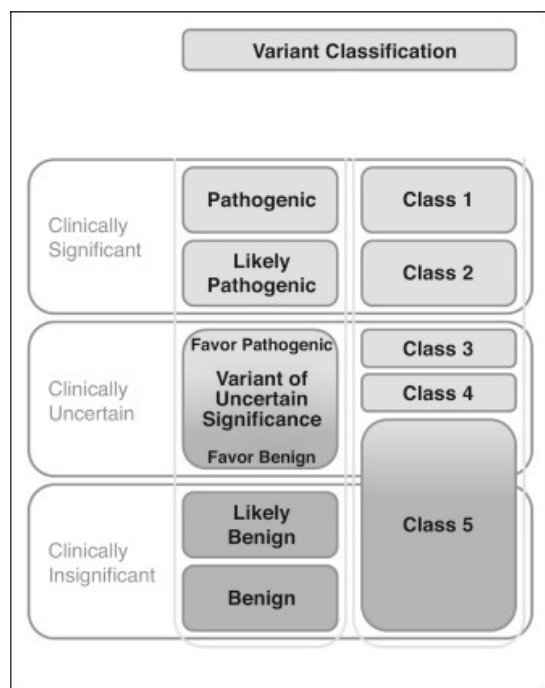 Variant Classification
Clinically
Significant
Pathogenic
Class 1
Likely
Pathogenic
Class 2
Clinically
Uncertain
Favor Pathogenic
Variant of
Uncertain
Significance
Favor Benign
Class 3
Class 4
Class 5
Clinically
Insignificant
Likely
Benign
Benign